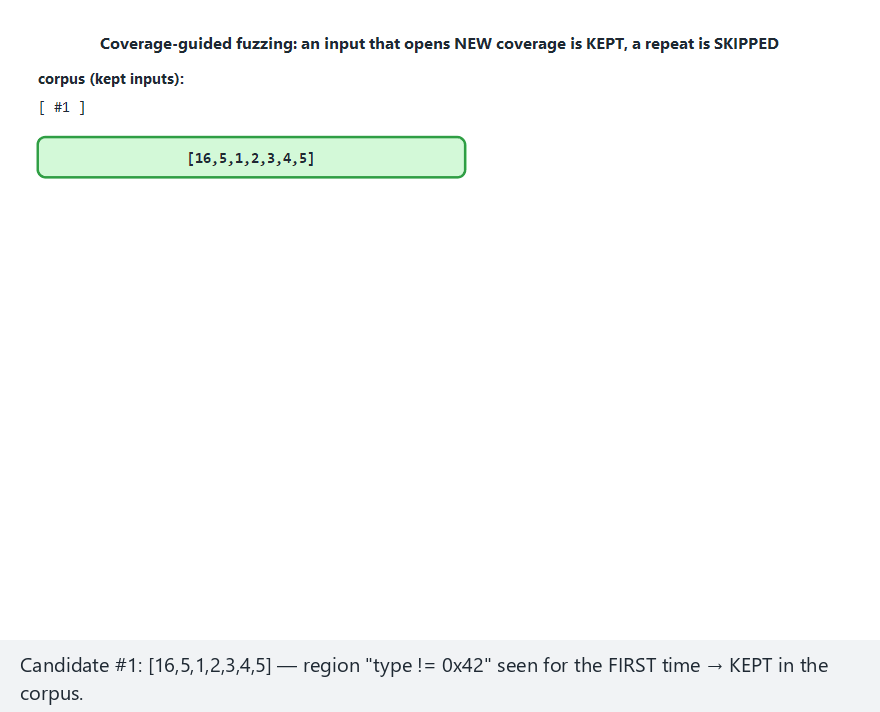 Coverage-guided fuzzing: an input that opens NEW coverage is KEPT, a repeat is SKIPPED
corpus (kept inputs):
[ #1 ]
[16,5,1,2,3,4,5]
Candidate #1: [16,5,1,2,3,4,5] — region "type != 0x42" seen for the FIRST time → KEPT in the
corpus.